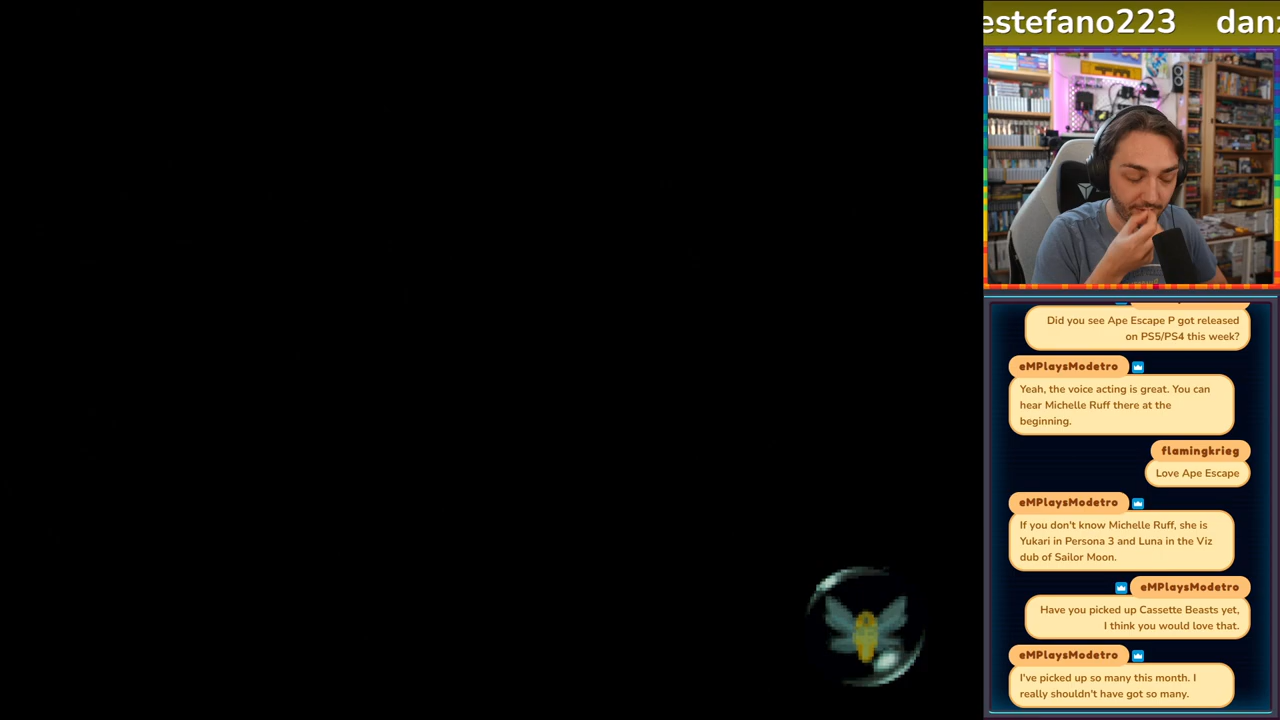 estefano223 dan
Did you see Ape Escape P got released
on PS5/PS4 this week?
eMPlaysModetro
Yeah, the voice acting is great. You can
hear Michelle Ruff there at the
beginning.
flamingkrieg
Love Ape Escape
eMPlaysModetro
If you don't know Michelle Ruff, she is
Yukari in Persona 3 and Luna in the Viz
dub of Sailor Moon.
eMPlaysModetro
Have you picked up Cassette Beasts yet,
I think you would love that.
eMPlaysModetro
I've picked up so many this month. I
really shouldn't have got so many.